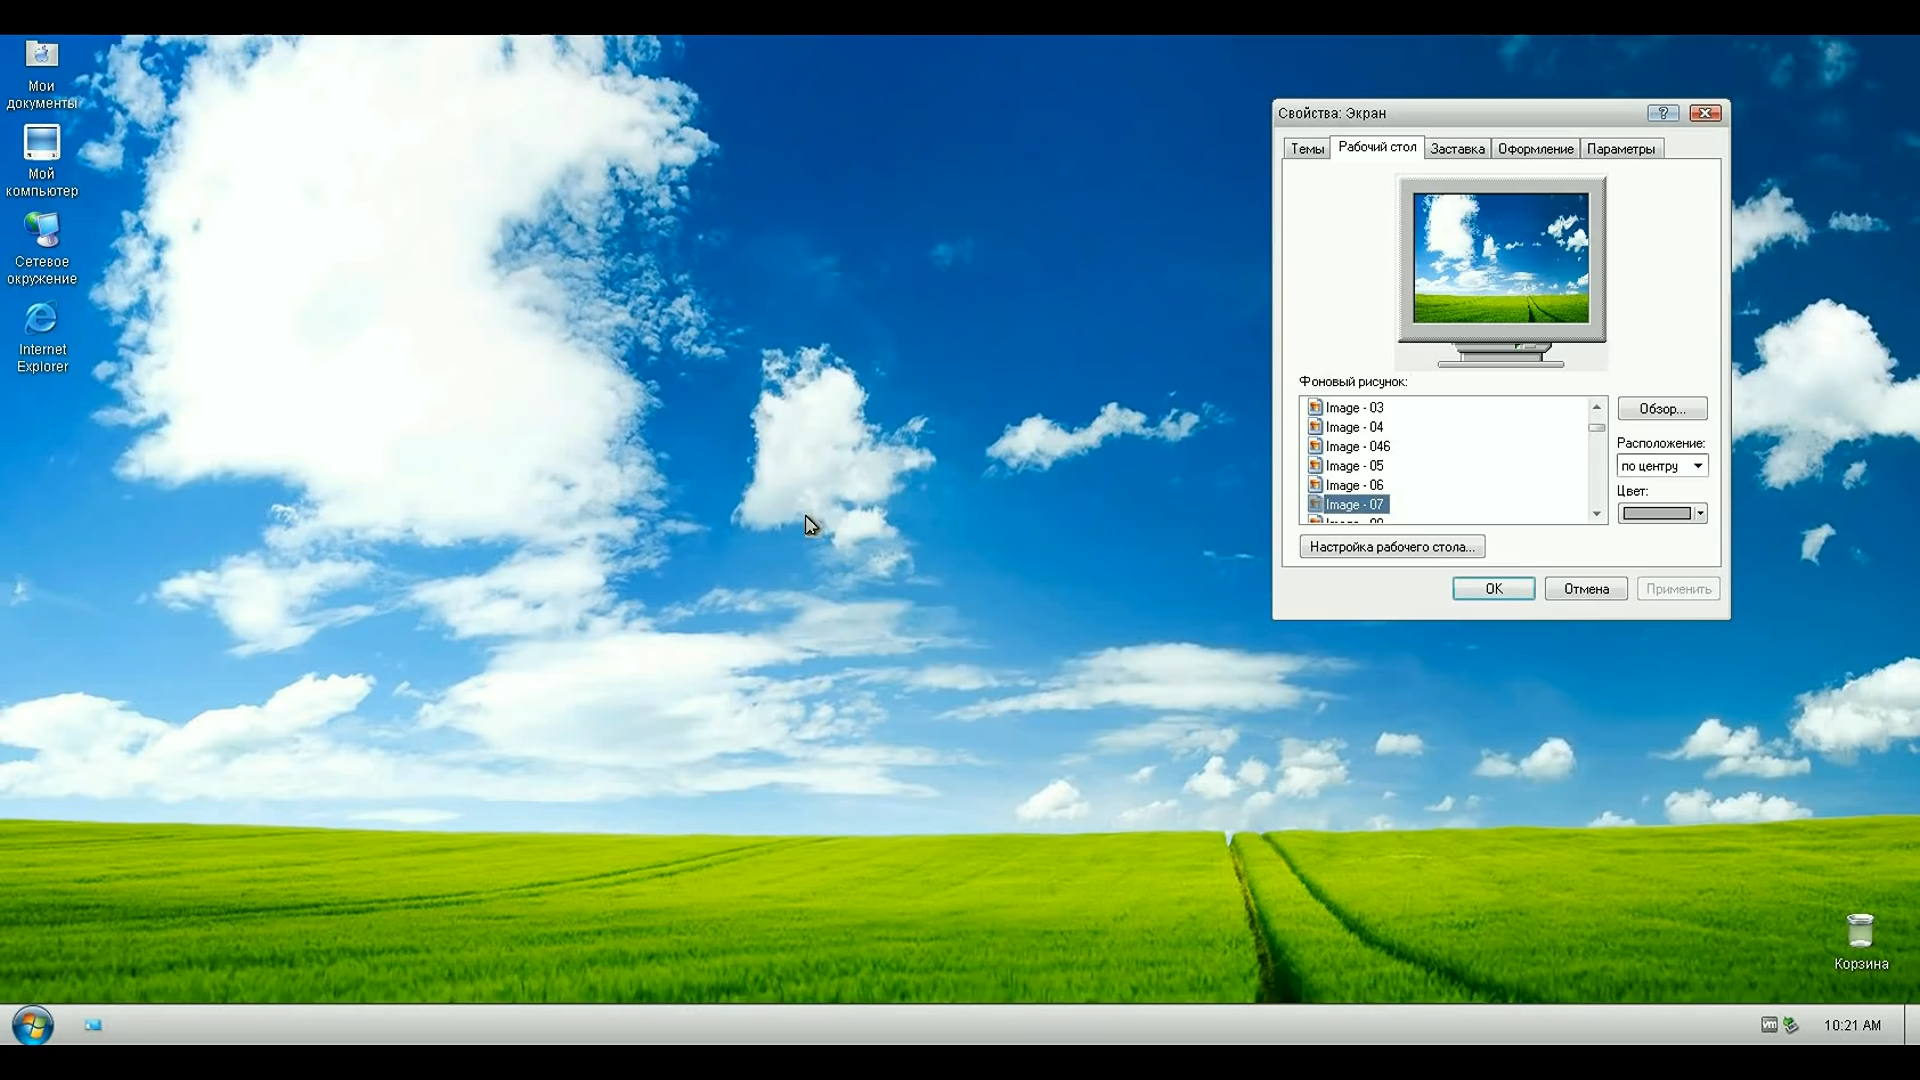 Мои
документы
Мой
компьютер
Сетевое
окружение
Internet
Explorer
Свойства: Экран
?
Темы Рабочий стол Заставка Оформление Параметры
Фоновый рисунок:
Image - 03
Image - 04
Image - 046
Image - 05
Image - 06
Image - 07
Обзор...
Расположение:
по центру
Цвет:
Настройка рабочего стола...
OK Отмена Применить
Корзина
vm 10:21 AM